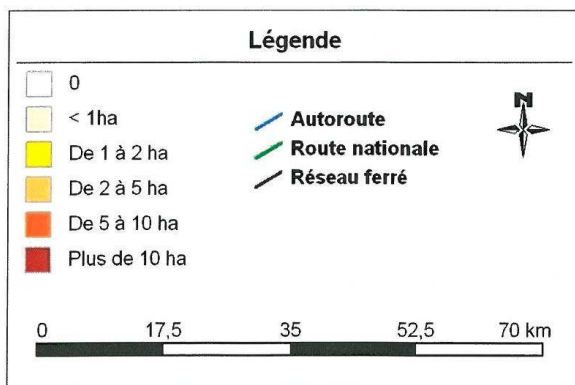 Légende
0
< 1ha
De 1 à 2 ha
De 2 à 5 ha
De 5 à 10 ha
Plus de 10 ha
Autoroute
Route nationale
Réseau ferré
N
0 17,5 35 52,5 70 km